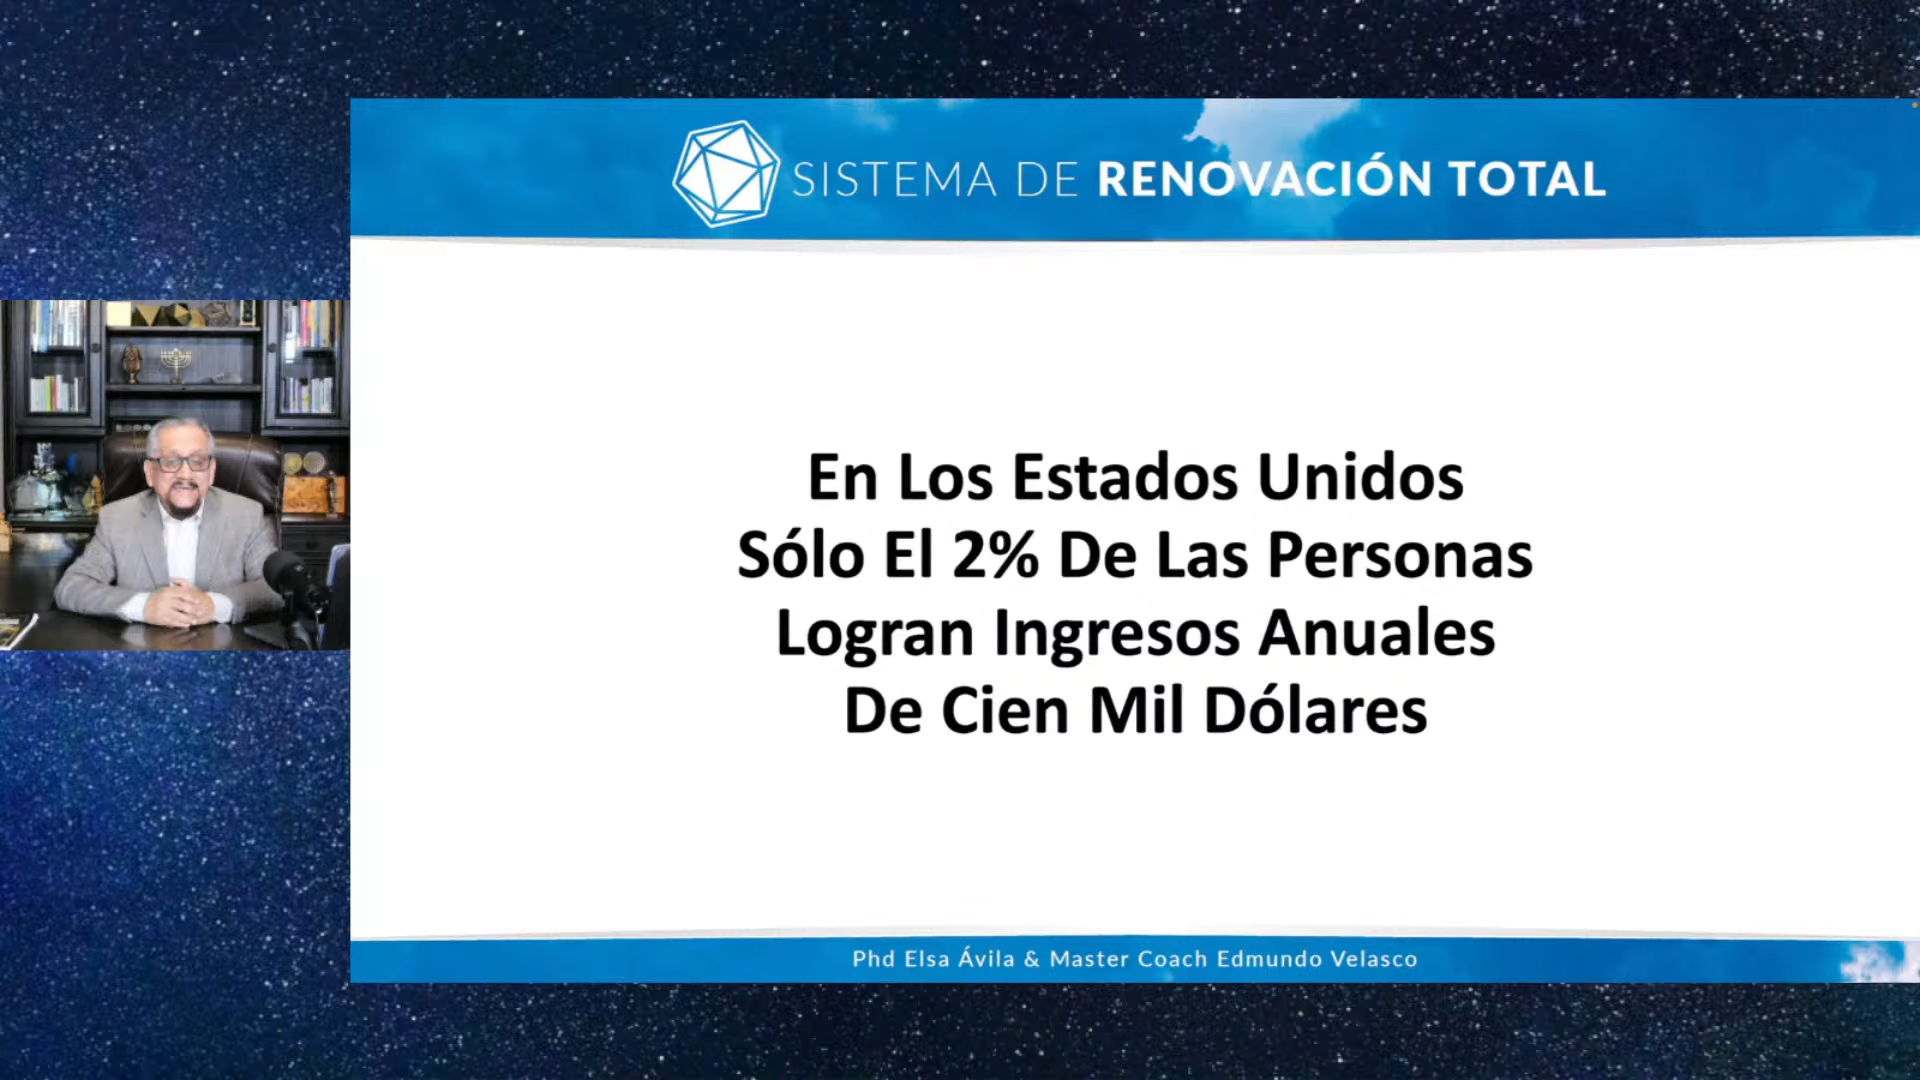 SISTEMA DE RENOVACIÓN TOTAL
En Los Estados Unidos
Sólo El 2% De Las Personas
Logran Ingresos Anuales
De Cien Mil Dólares
Phd Elsa Ávila & Master Coach Edmundo Velasco